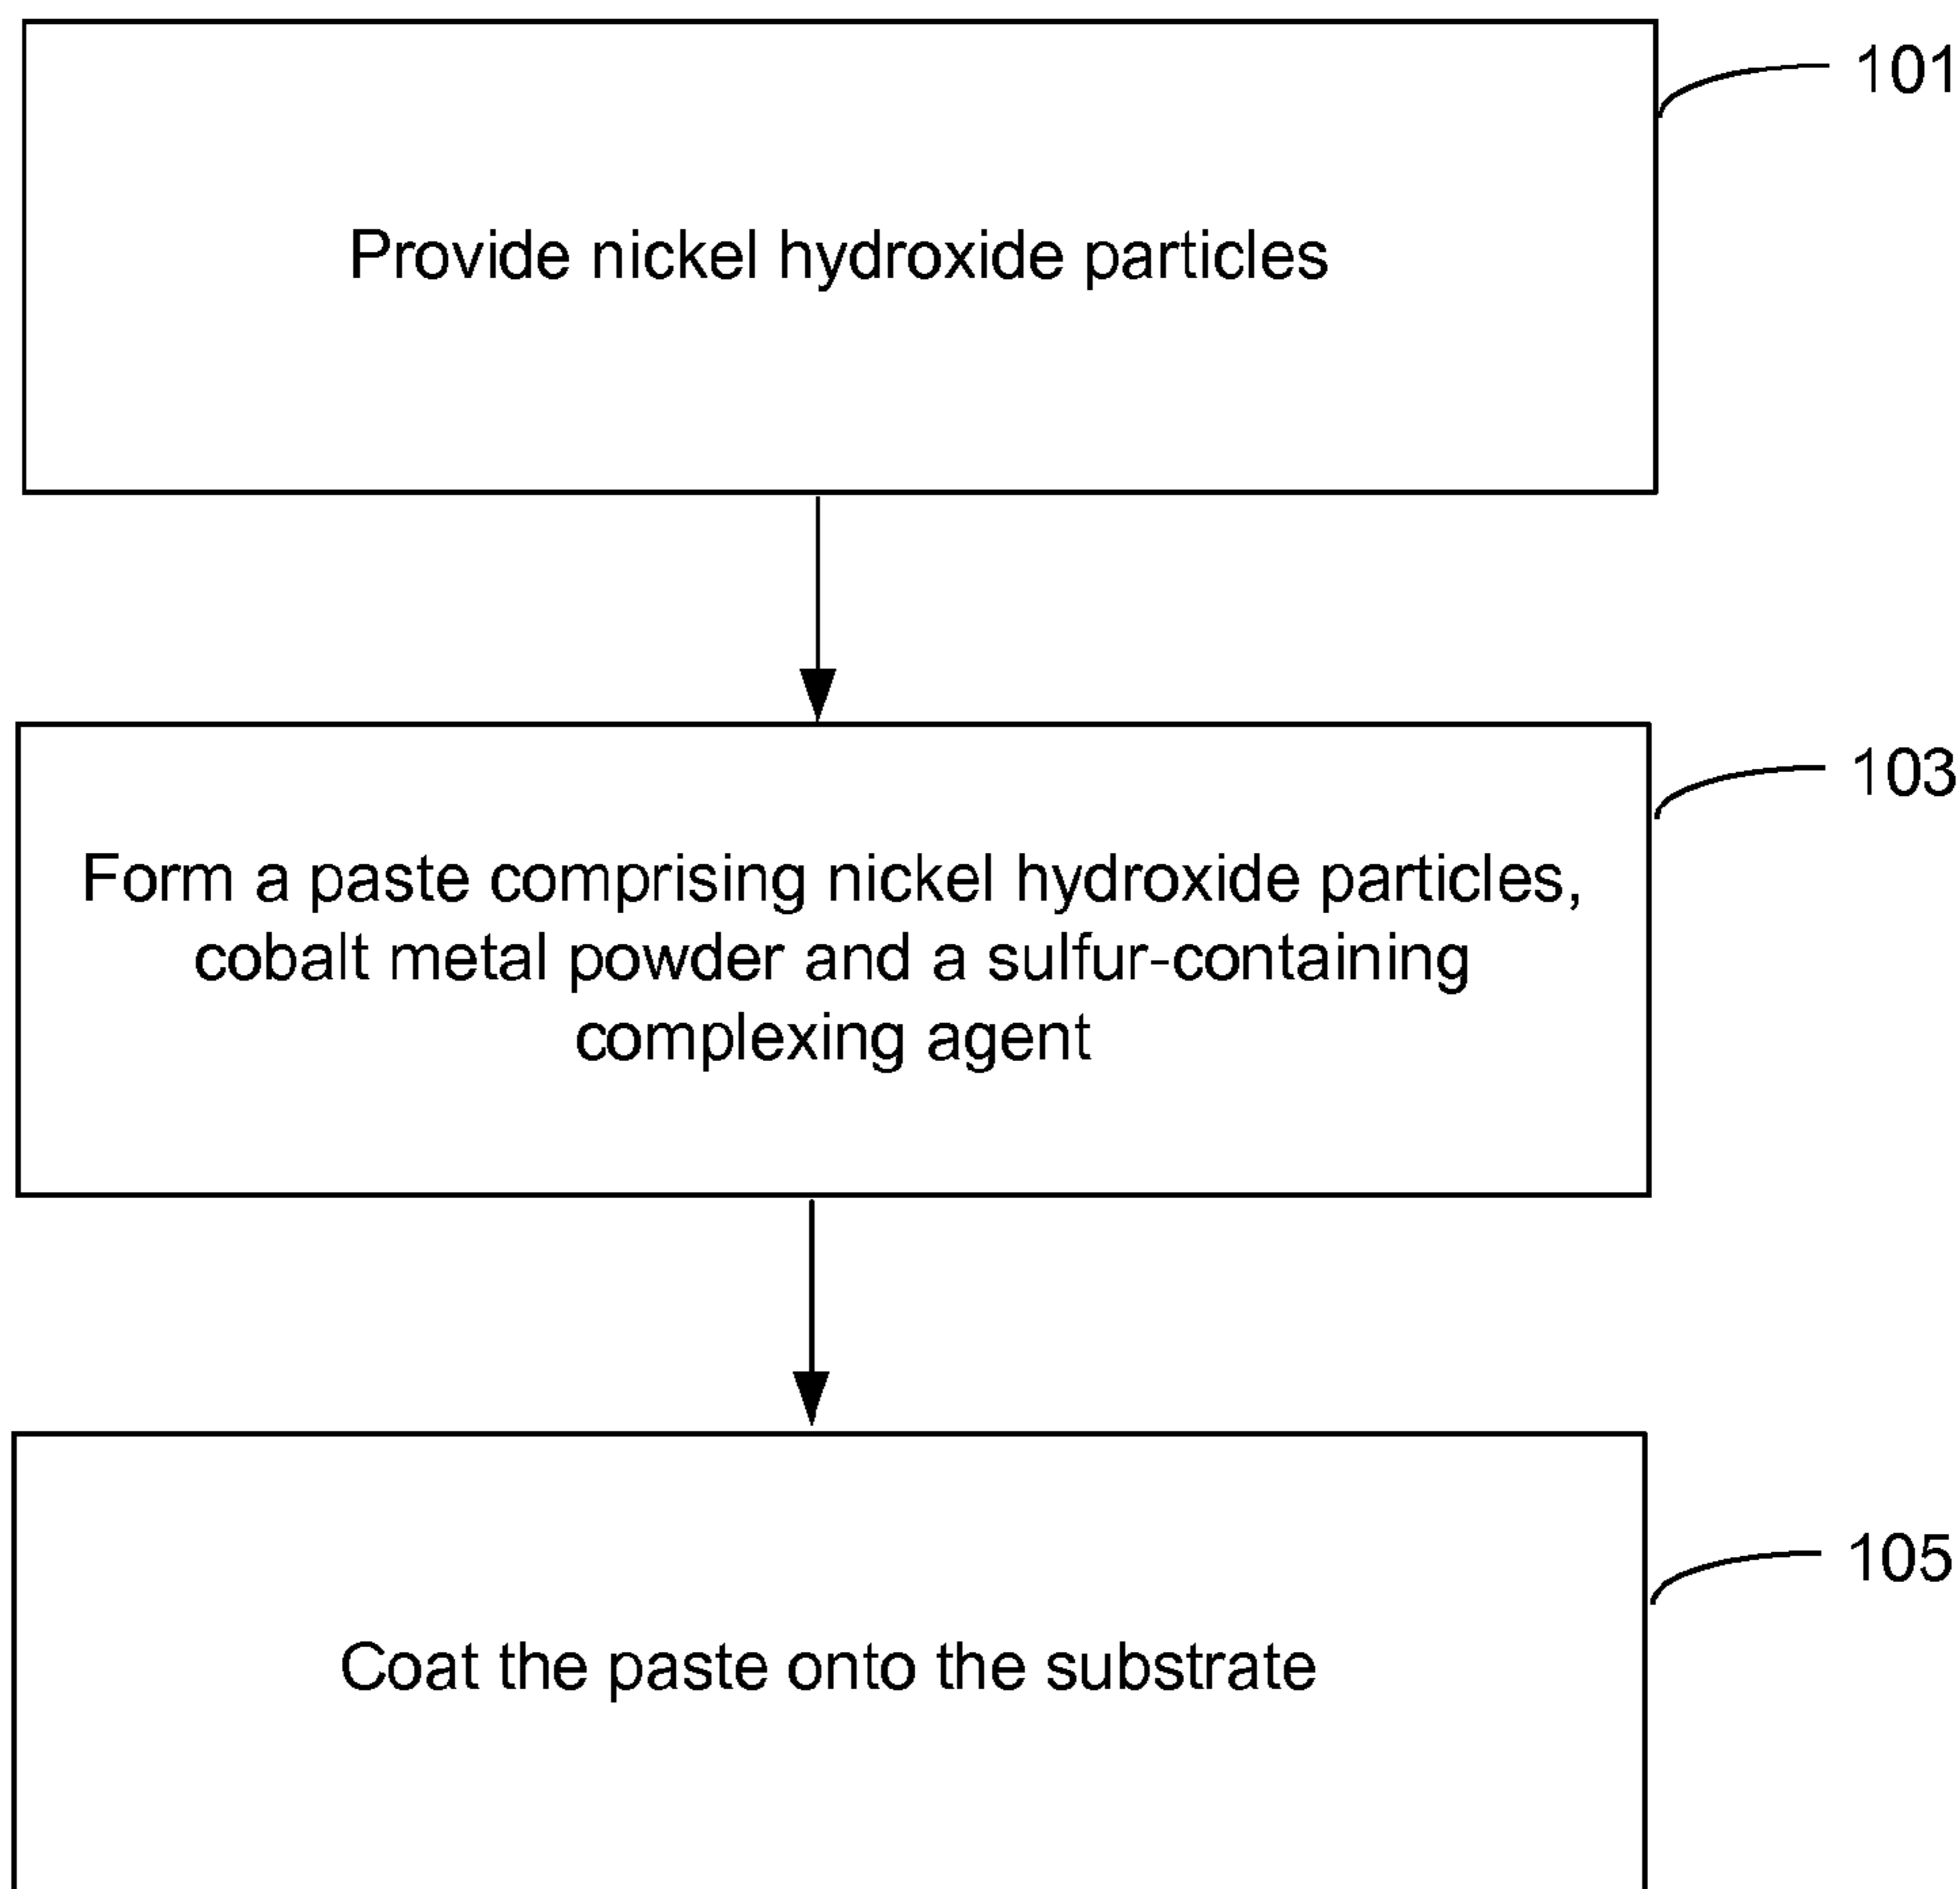 101
Provide nickel hydroxide particles
103
Form a paste comprising nickel hydroxide particles,
cobalt metal powder and a sulfur-containing
complexing agent
105
Coat the paste onto the substrate